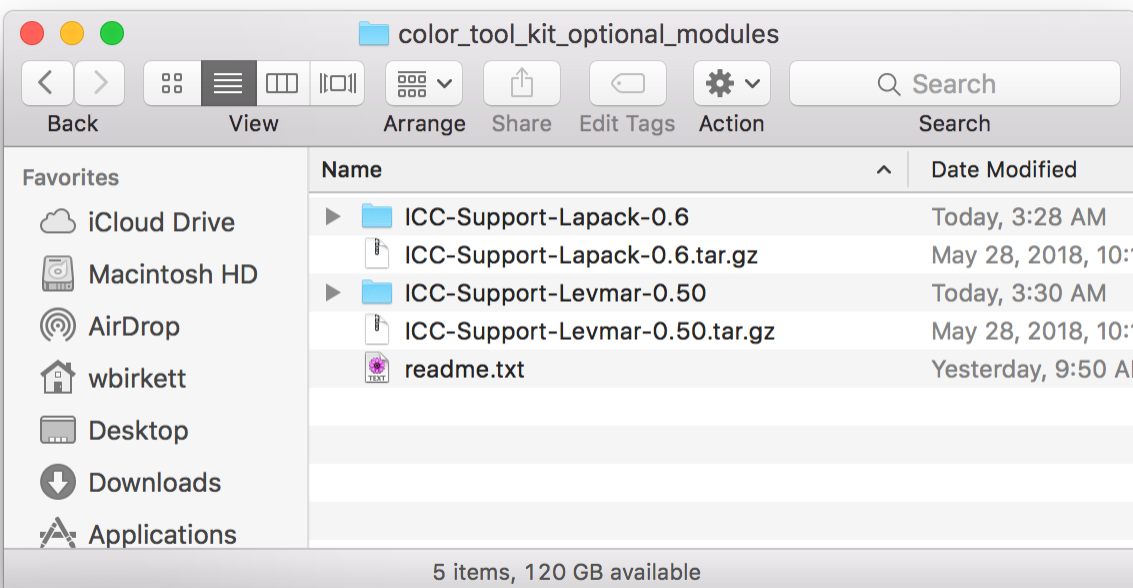 color_tool_kit_optional_modules
Back View Arrange Share Edit Tags Action Search
Search
Favorites
iCloud Drive
Macintosh HD
AirDrop
wbirkett
Desktop
Downloads
Applications
Name Date Modified
ICC-Support-Lapack-0.6 Today, 3:28 AM
ICC-Support-Lapack-0.6.tar.gz May 28, 2018, 10:
ICC-Support-Levmar-0.50 Today, 3:30 AM
ICC-Support-Levmar-0.50.tar.gz May 28, 2018, 10:
readme.txt Yesterday, 9:50 A
TEXT
5 items, 120 GB available